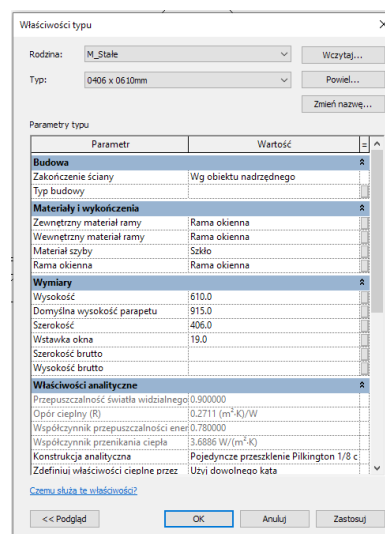 Właściwości typu
Rodzina: M_Stałe Wczytaj...
Typ: 0406 x 0610mm Powiel...
Zmień nazwę...
Parametry typu
Parametr Wartość =
Budowa
Zakończenie ściany Wg obiektu nadrzędnego
Typ budowy
Materiały i wykończenia
Zewnętrzny materiał ramy Rama okienna
Wewnętrzny materiał ramy Rama okienna
Materiał szyby Szkło
Rama okienna Rama okienna
Wymiary
Wysokość 610.0
Domyślna wysokość parapetu 915.0
Szerokość 406.0
Wstawka okna 19.0
Szerokość brutto
Wysokość brutto
Właściwości analityczne
Przepuszczalność światła widzialnego 0.900000
Opór cieplny (R) 0.2711 (m²·K)/W
Współczynnik przepuszczalności ener 0.780000
Współczynnik przenikania ciepła 3.6886 W/(m²·K)
Konstrukcja analityczna Pojedyncze przeszklenie Pilkington 1/8 c
Zdefiniuj właściwości cieplne przez Użyj dowolnego kata
Czemu służą te właściwości?
<< Podgląd OK Anuluj Zastosuj